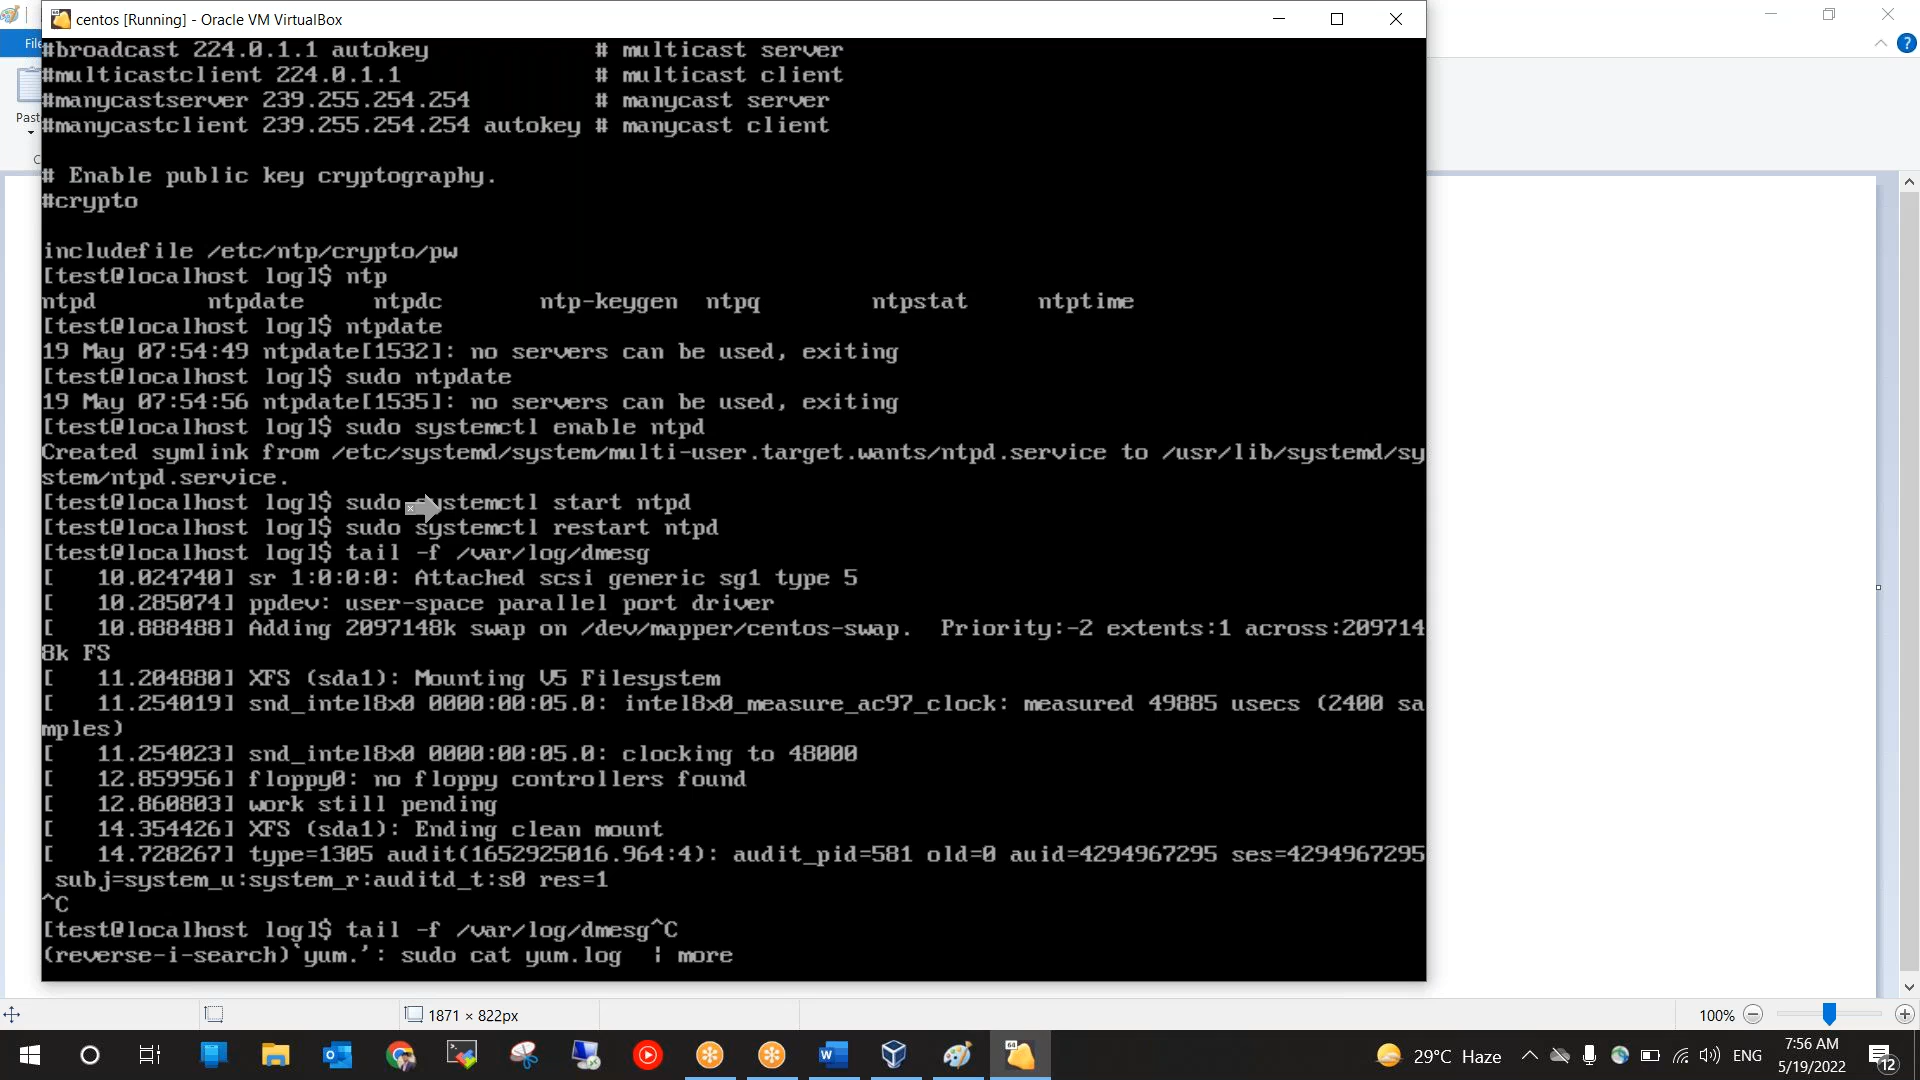 centos [Running] - Oracle VM VirtualBox
File
Past
C
#broadcast 224.0.1.1 autokey # multicast server
#multicastclient 224.0.1.1 # multicast client
#manycastserver 239.255.254.254 # manycast server
#manycastclient 239.255.254.254 autokey # manycast client
# Enable public key cryptography.
#crypto
includefile /etc/ntp/crypto/pw
[test@localhost log]$ ntp
ntpd ntpdate ntpdc ntp-keygen ntpq ntpstat ntptime
[test@localhost log]$ ntpdate
19 May 07:54:49 ntpdate[1532]: no servers can be used, exiting
[test@localhost log]$ sudo ntpdate
19 May 07:54:56 ntpdate[1535]: no servers can be used, exiting
[test@localhost log]$ sudo systemctl enable ntpd
Created symlink from /etc/systemd/system/multi-user.target.wants/ntpd.service to /usr/lib/systemd/sy
stem/ntpd.service.
[test@localhost log]$ sudo systemctl start ntpd
[test@localhost log]$ sudo systemctl restart ntpd
[test@localhost log]$ tail -f /var/log/dmesg
[ 10.024740] sr 1:0:0:0: Attached scsi generic sg1 type 5
[ 10.285074] ppdev: user-space parallel port driver
[ 10.888488] Adding 2097148k swap on /dev/mapper/centos-swap. Priority:-2 extents:1 across:209714
8k FS
[ 11.204880] XFS (sda1): Mounting V5 Filesystem
[ 11.254019] snd_intel8x0 0000:00:05.0: intel8x0_measure_ac97_clock: measured 49885 usecs (2400 sa
mples)
[ 11.254023] snd_intel8x0 0000:00:05.0: clocking to 48000
[ 12.859956] floppy0: no floppy controllers found
[ 12.860803] work still pending
[ 14.354426] XFS (sda1): Ending clean mount
[ 14.728267] type=1305 audit(1652925016.964:4): audit_pid=581 old=0 auid=4294967295 ses=4294967295
subj=system_u:system_r:auditd_t:s0 res=1
^C
[test@localhost log]$ tail -f /var/log/dmesg^C
(reverse-i-search)`yum.': sudo cat yum.log | more
1871 × 822px
100%
29°C Haze
ENG
7:56 AM
5/19/2022
12